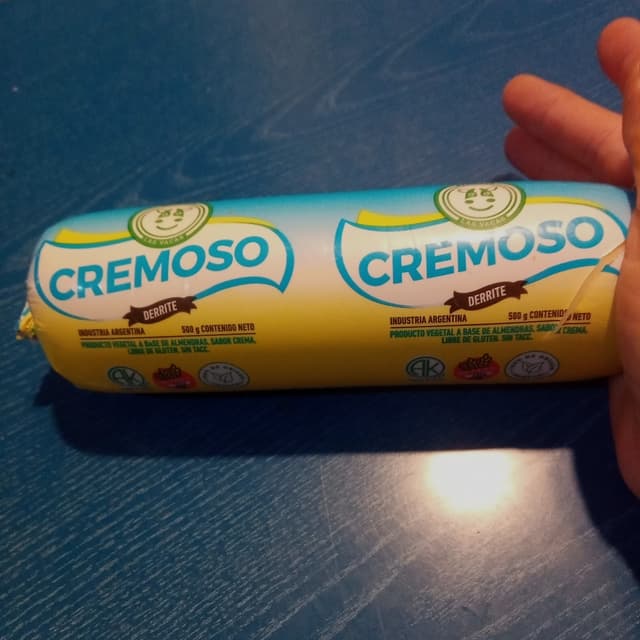 LAS VACAS
CREMOSO
DERRITE
INDUSTRIA ARGENTINA 500 g CONTENIDO NETO
PRODUCTO VEGETAL A BASE DE ALMENDRAS, SABOR CREMA.
LIBRE DE GLUTEN. SIN TACC.
LAS VACAS
CREMOSO
DERRITE
INDUSTRIA ARGENTINA 500 g CONTENIDO NETO
PRODUCTO VEGETAL A BASE DE ALMENDRAS, SABOR CREMA.
LIBRE DE GLUTEN. SIN TACC.